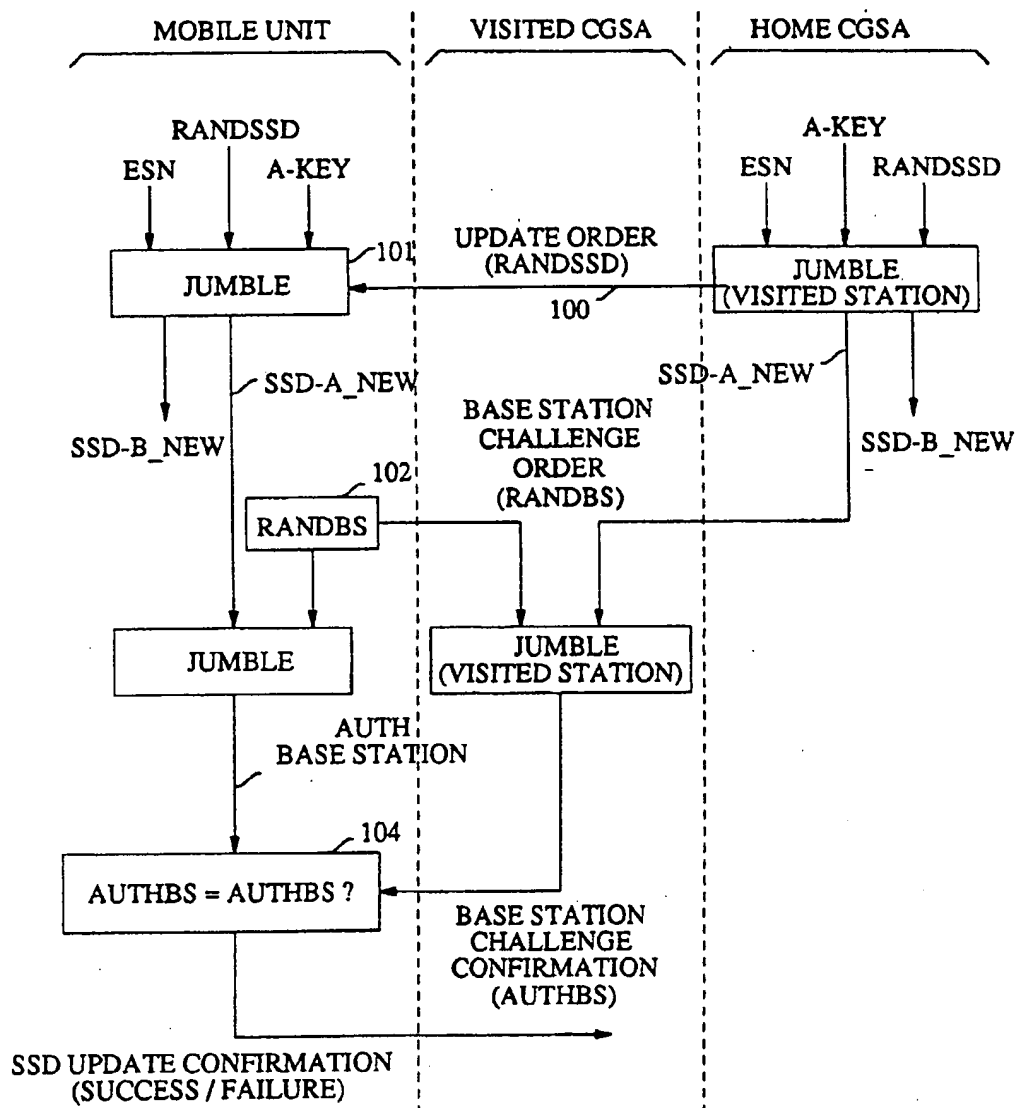 MOBILE UNIT
VISITED CGSA
HOME CGSA
RANDSSD
ESN
A-KEY
A-KEY
ESN
RANDSSD
101
JUMBLE
UPDATE ORDER
(RANDSSD)
100
JUMBLE
(VISITED STATION)
SSD-A_NEW
SSD-B_NEW
SSD-A_NEW
SSD-B_NEW
BASE STATION
CHALLENGE
ORDER
(RANDBS)
102
RANDBS
JUMBLE
JUMBLE
(VISITED STATION)
AUTH
BASE STATION
104
AUTHBS = AUTHBS ?
BASE STATION
CHALLENGE
CONFIRMATION
(AUTHBS)
SSD UPDATE CONFIRMATION
(SUCCESS / FAILURE)